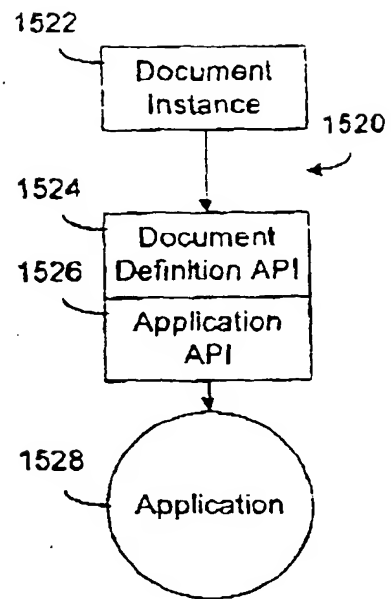 1522
Document
Instance
1520
1524
Document
Definition API
1526
Application
API
1528
Application